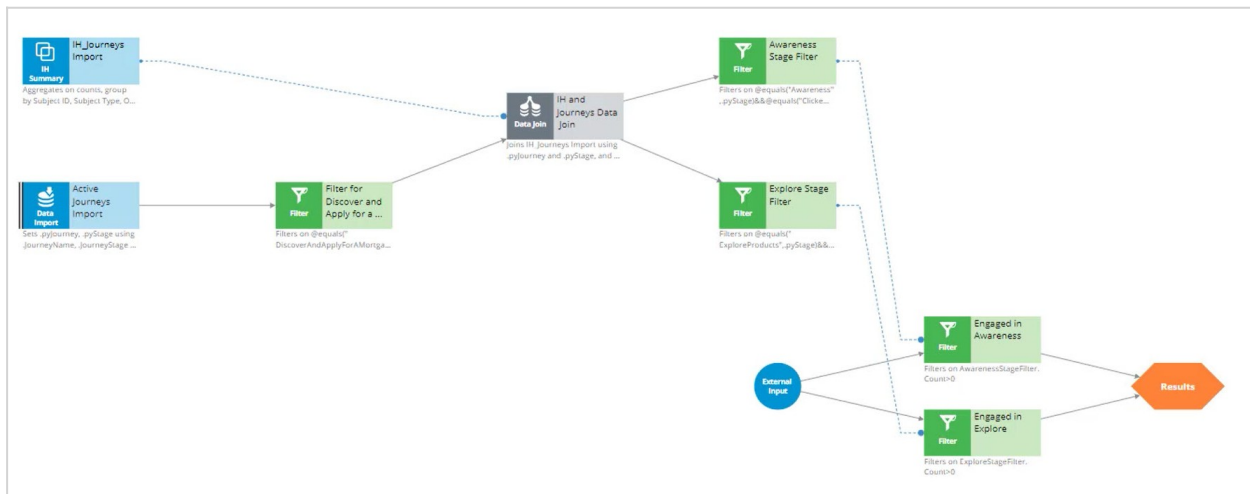 IH_Journeys
Import
IH
Summary
Aggregates on counts, group
by Subject ID, Subject Type, O...
Active
Journeys
Import
Data
Import
Sets .pyJourney, .pyStage using
.JourneyName, .JourneyStage ...
Filter for
Discover and
Apply for a ...
Filter
Filters on @equals("
DiscoverAndApplyForAMortga...
IH and
Journeys Data
Join
Data Join
Joins IH_Journeys Import using
.pyJourney and .pyStage, and ...
Awareness
Stage Filter
Filter
Filters on @equals("Awareness"
,.pyStage)&&@equals("Clicke...
Explore Stage
Filter
Filter
Filters on @equals("
ExploreProducts",.pyStage)&&...
External
Input
Engaged in
Awareness
Filter
Filters on AwarenessStageFilter.
Count>0
Engaged in
Explore
Filter
Filters on ExploreStageFilter.
Count>0
Results